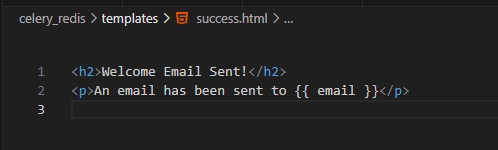 celery_redis > templates > success.html > ...
1 <h2>Welcome Email Sent!</h2>
2 <p>An email has been sent to {{ email }}</p>
3